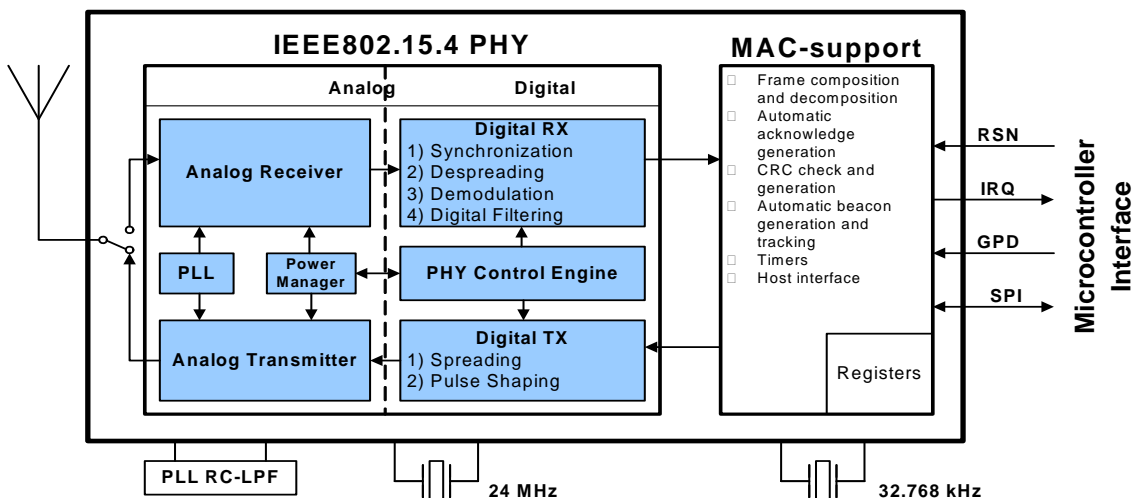 IEEE802.15.4 PHY
MAC-support
Analog
Digital
Analog Receiver
Digital RX
1) Synchronization
2) Despreading
3) Demodulation
4) Digital Filtering
PLL
Power
Manager
PHY Control Engine
Analog Transmitter
Digital TX
1) Spreading
2) Pulse Shaping
Frame composition
and decomposition
Automatic
acknowledge
generation
CRC check and
generation
Automatic beacon
generation and
tracking
Timers
Host interface
Registers
RSN
IRQ
GPD
SPI
Microcontroller
Interface
PLL RC-LPF
24 MHz
32.768 kHz